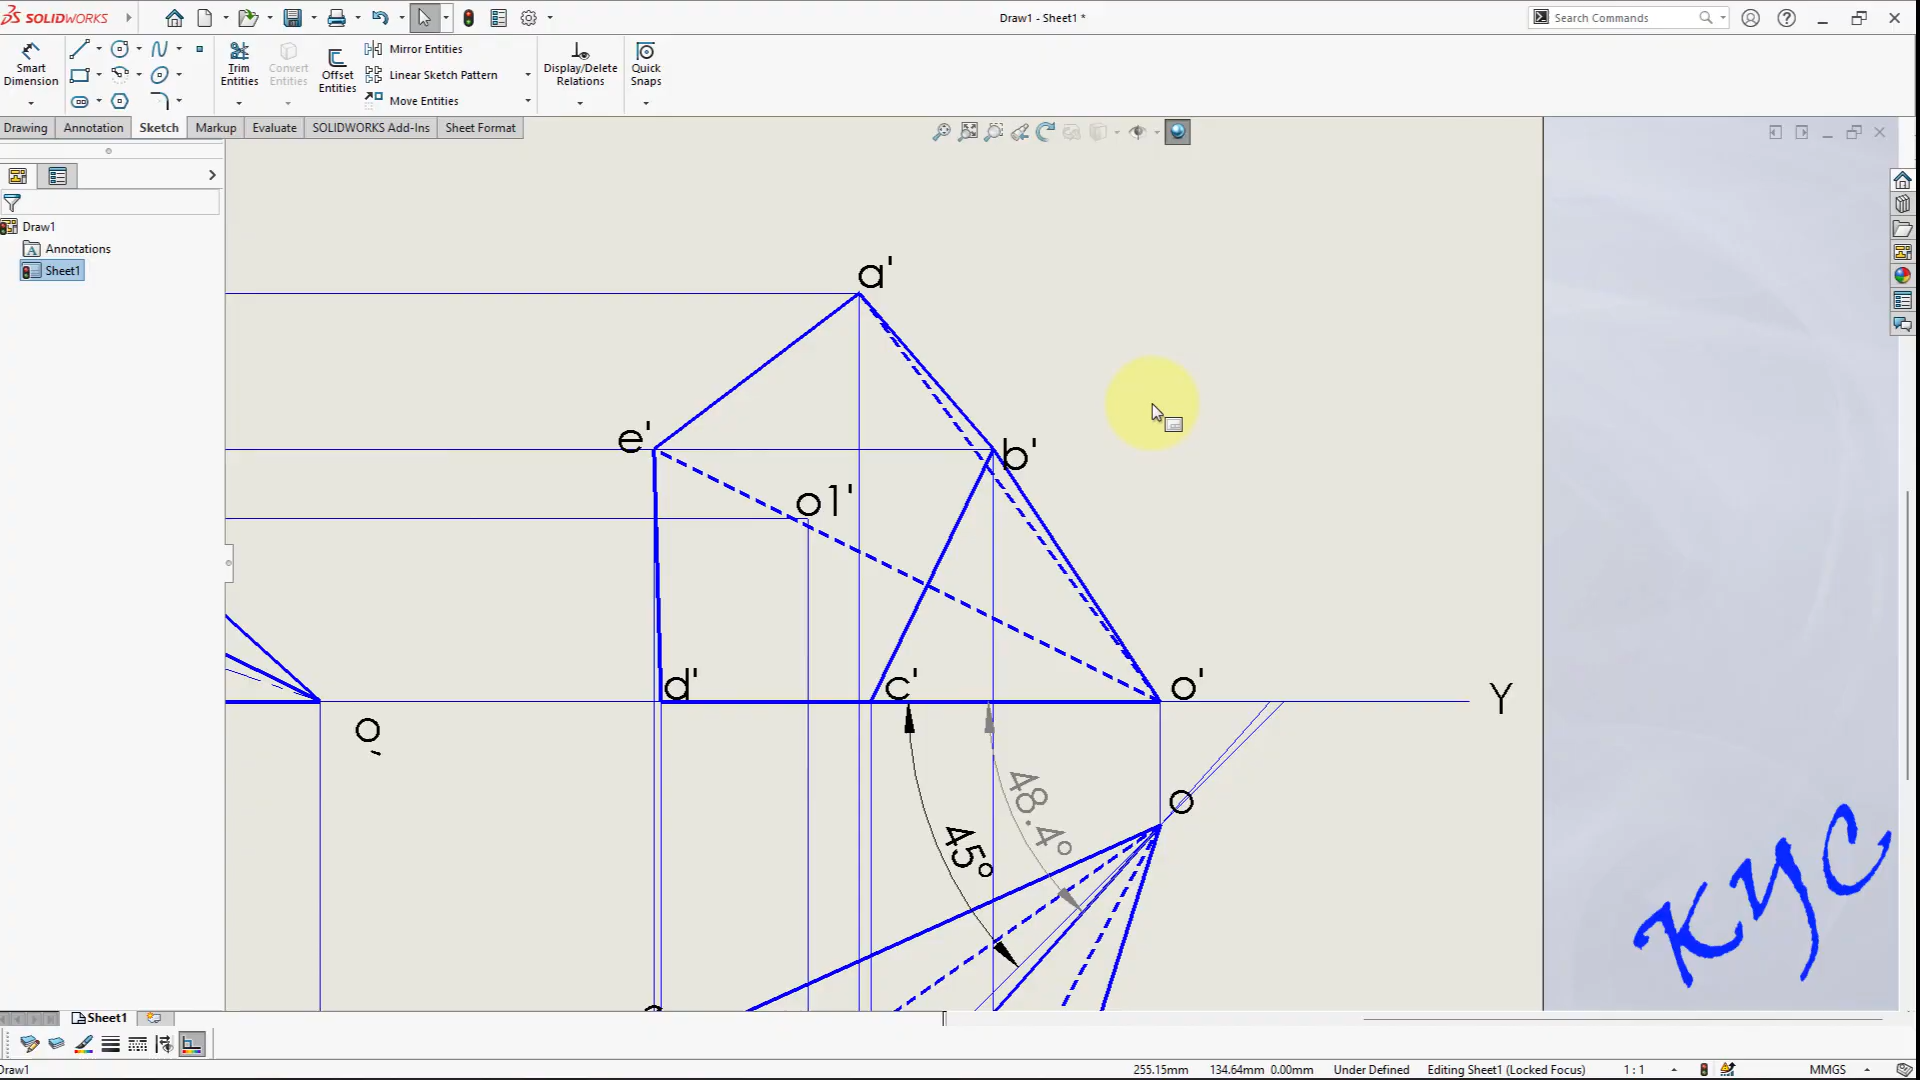 SOLIDWORKS
Draw1 - Sheet1 *
Search Commands
Smart Dimension
Trim Entities
Convert Entities
Offset Entities
Mirror Entities
Linear Sketch Pattern
Move Entities
Display/Delete Relations
Quick Snaps
Drawing
Annotation
Sketch
Markup
Evaluate
SOLIDWORKS Add-Ins
Sheet Format
Draw1
Annotations
Sheet1
a'
e'
b'
o1'
d'
c'
o'
Y
o'
o
48.4°
45°
KYC
Sheet1
Draw1
255.15mm
134.64mm
0.00mm
Under Defined
Editing Sheet1 (Locked Focus)
1 : 1
MMGS